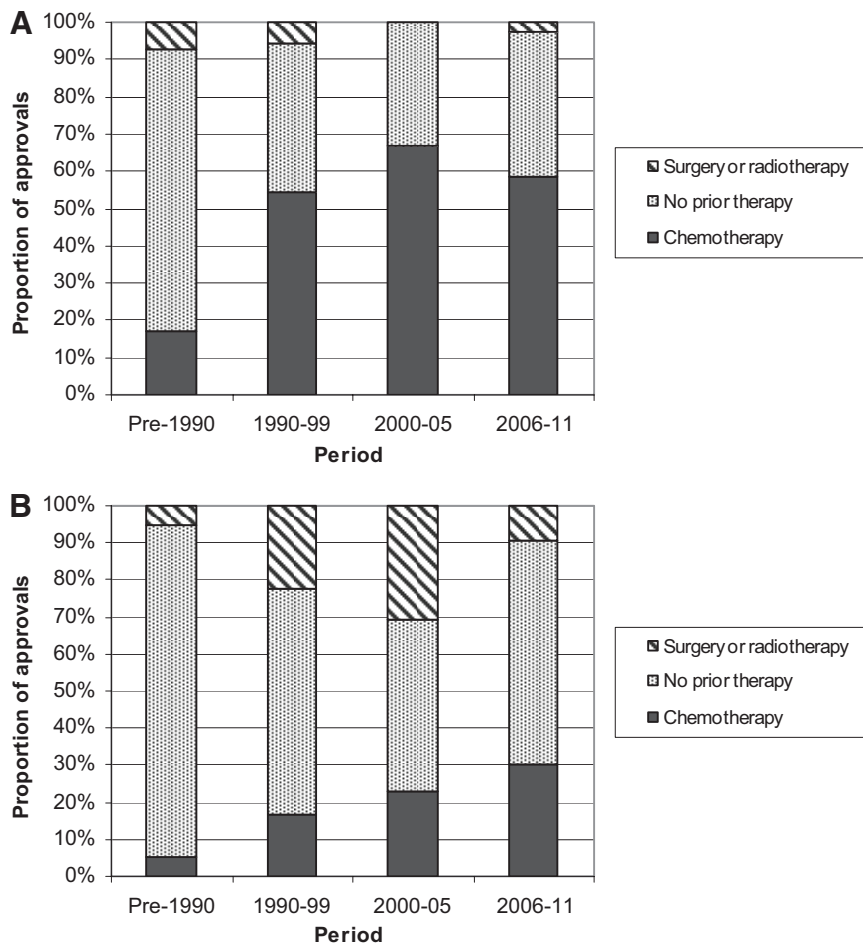 A
Proportion of approvals
100%
90%
80%
70%
60%
50%
40%
30%
20%
10%
0%
Pre-1990 1990-99 2000-05 2006-11
Period
Surgery or radiotherapy
No prior therapy
Chemotherapy
B
Proportion of approvals
100%
90%
80%
70%
60%
50%
40%
30%
20%
10%
0%
Pre-1990 1990-99 2000-05 2006-11
Period
Surgery or radiotherapy
No prior therapy
Chemotherapy